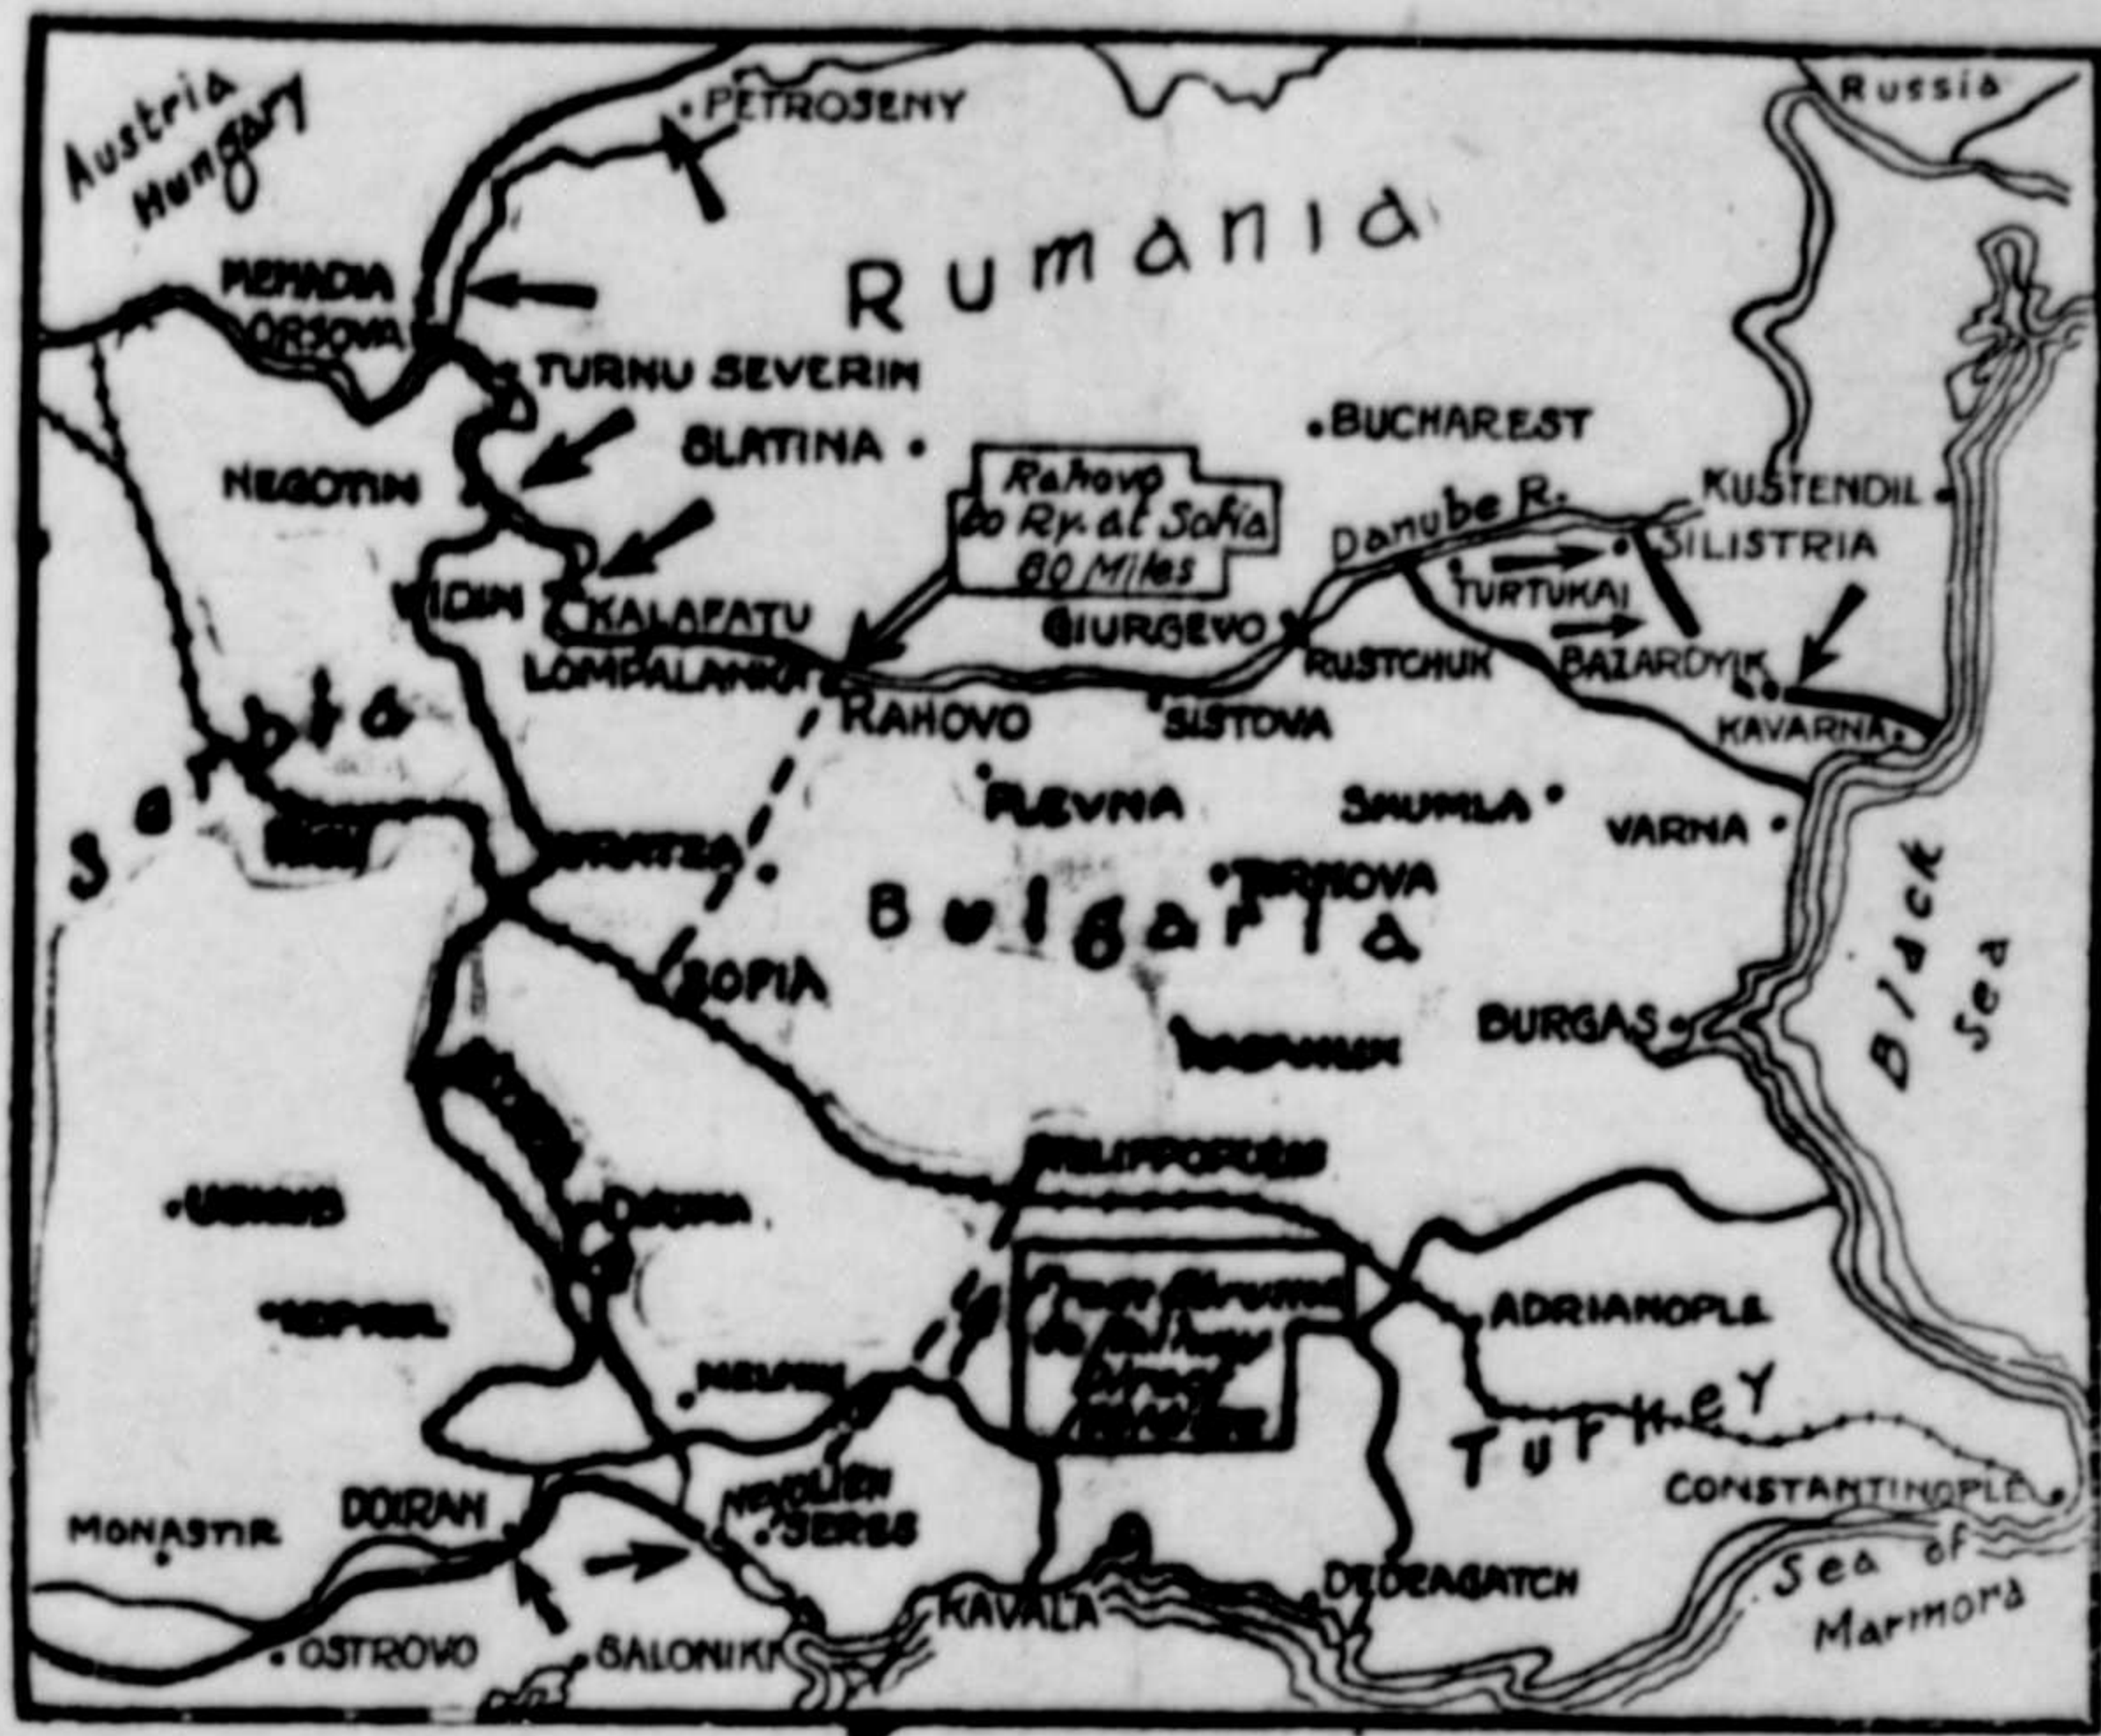 Austria
Hungary
PETROSENY
Russia
Rumania
MEHADIA
ORSOVA
TURNU SEVERIN
SLATINA
BUCHAREST
NEGOTIN
Rahovo
to Ry. at Sofia
80 Miles
Danube R.
KUSTENDIL
SILISTRIA
TURTUKAI
VIDIN
KALAFATU
GIURGEVO
RUSTCHUK
BAZARDYIK
LOMPALANKA
RAHOVO
SISTOVA
KAVARNA
PLEVNA
SHUMLA
VARNA
TIRNOVA
Bulgaria
Black
Sea
SOFIA
BURGAS
ADRIANOPLE
Turkey
CONSTANTINOPLE
MONASTIR
DOIRAN
SERES
DEDEAGATCH
Sea of
Marmora
KAVALA
OSTROVO
SALONIKI